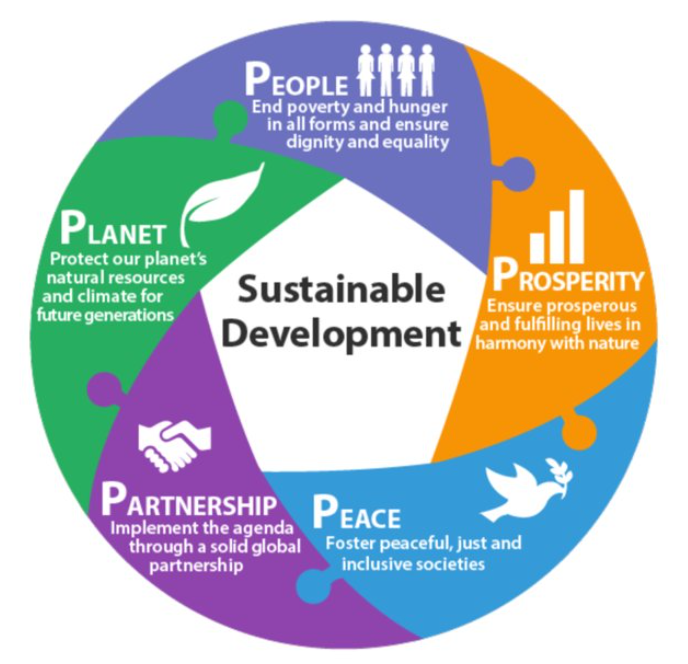 PEOPLE
End poverty and hunger
in all forms and ensure
dignity and equality
PROSPERITY
Ensure prosperous
and fulfilling lives in
harmony with nature
PEACE
Foster peaceful, just and
inclusive societies
PARTNERSHIP
Implement the agenda
through a solid global
partnership
PLANET
Protect our planet's
natural resources
and climate for
future generations
Sustainable
Development